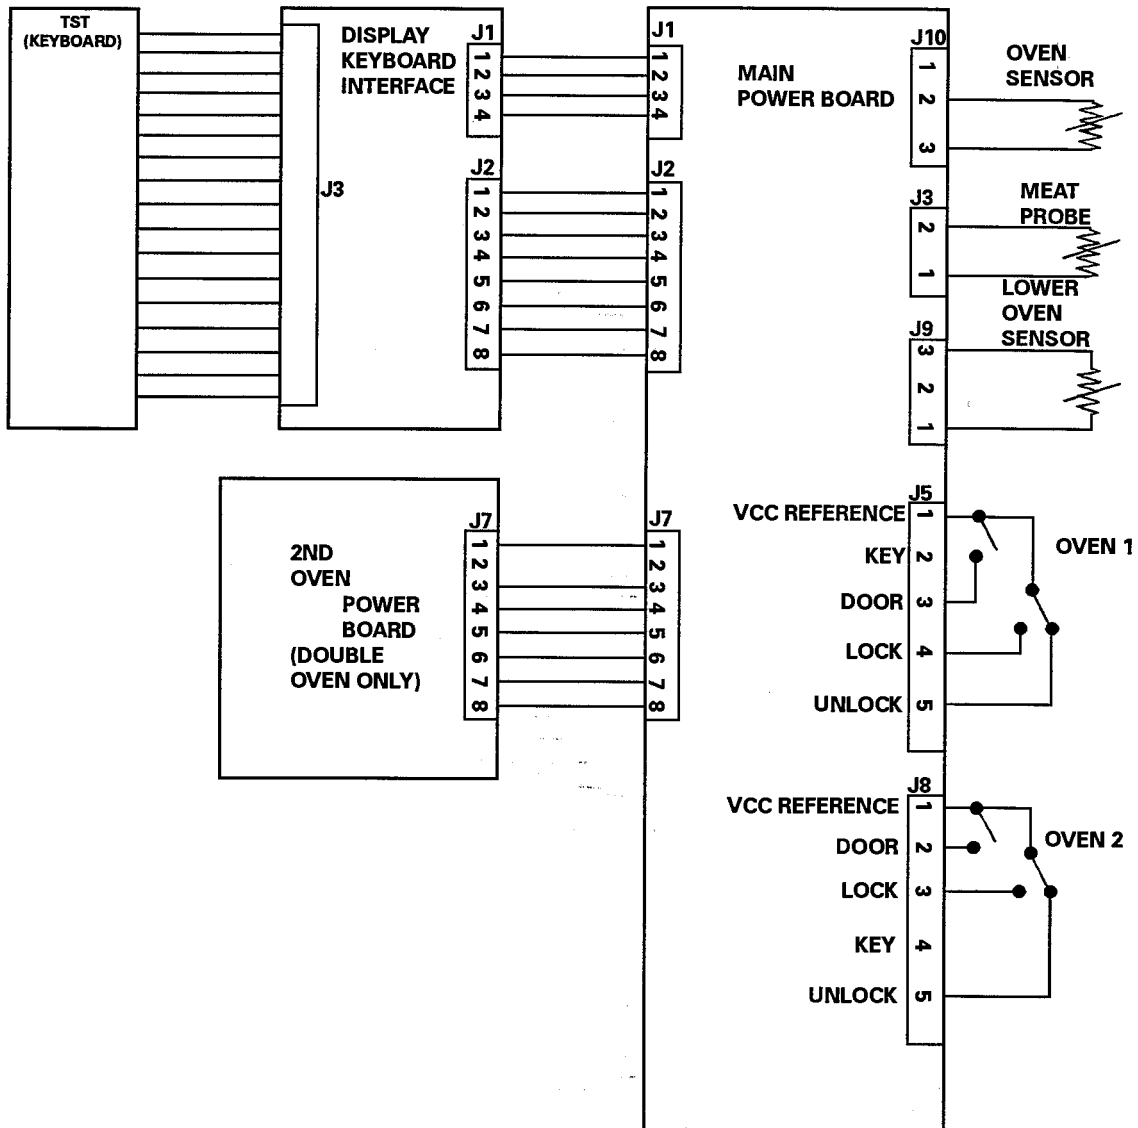 TST
(KEYBOARD)
J3
DISPLAY
KEYBOARD
INTERFACE
J1
1
2
3
4
J2
1
2
3
4
5
6
7
8
J1
1
2
3
4
J2
1
2
3
4
5
6
7
8
MAIN
POWER BOARD
J10
1
2
3
OVEN
SENSOR
J3
2
1
MEAT
PROBE
J9
3
2
1
LOWER
OVEN
SENSOR
2ND
OVEN
POWER
BOARD
(DOUBLE
OVEN ONLY)
J7
1
2
3
4
5
6
7
8
J7
1
2
3
4
5
6
7
8
J5
VCC REFERENCE 1
KEY 2
DOOR 3
LOCK 4
UNLOCK 5
OVEN 1
J8
VCC REFERENCE 1
DOOR 2
LOCK 3
KEY 4
UNLOCK 5
OVEN 2